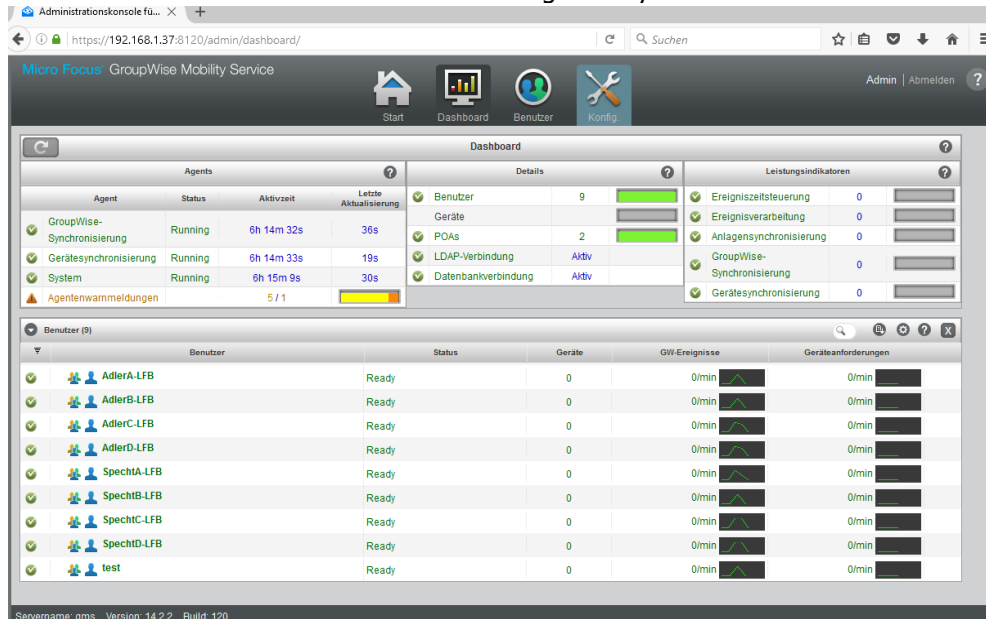 Administrationskonsole fü...
https://192.168.1.37:8120/admin/dashboard/
Suchen
Micro Focus GroupWise Mobility Service
Admin | Abmelden ?
Start Dashboard Benutzer Konfig.
Dashboard
Agents
Agent Status Aktivzeit Letzte Aktualisierung
GroupWise-Synchronisierung Running 6h 14m 32s 36s
Gerätesynchronisierung Running 6h 14m 33s 19s
System Running 6h 15m 9s 30s
Agentenwarnmeldungen 5 / 1
Details
Benutzer 9
Geräte
POAs 2
LDAP-Verbindung Aktiv
Datenbankverbindung Aktiv
Leistungsindikatoren
Ereigniszeitsteuerung 0
Ereignisverarbeitung 0
Anlagensynchronisierung 0
GroupWise-Synchronisierung 0
Gerätesynchronisierung 0
Benutzer (9)
Benutzer Status Geräte GW-Ereignisse Geräteanforderungen
AdlerA-LFB Ready 0 0/min 0/min
AdlerB-LFB Ready 0 0/min 0/min
AdlerC-LFB Ready 0 0/min 0/min
AdlerD-LFB Ready 0 0/min 0/min
SpechtA-LFB Ready 0 0/min 0/min
SpechtB-LFB Ready 0 0/min 0/min
SpechtC-LFB Ready 0 0/min 0/min
SpechtD-LFB Ready 0 0/min 0/min
test Ready 0 0/min 0/min
Servername: gms Version: 14.2.2 Build: 120